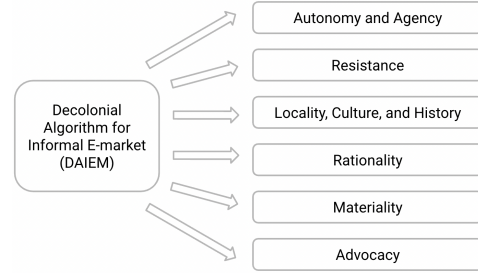 Decolonial
Algorithm for
Informal E-market
(DAIEM)
Autonomy and Agency
Resistance
Locality, Culture, and History
Rationality
Materiality
Advocacy